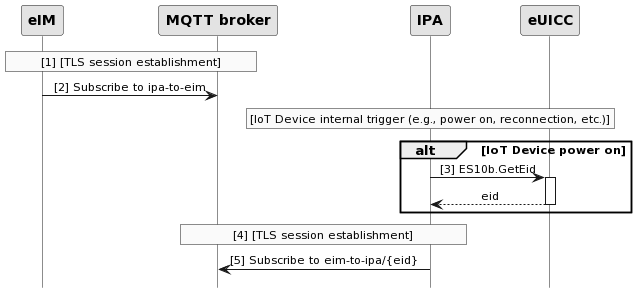 eIM
MQTT broker
IPA
eUICC
[1] [TLS session establishment]
[2] Subscribe to ipa-to-eim
[IoT Device internal trigger (e.g., power on, reconnection, etc.)]
alt
[IoT Device power on]
[3] ES10b.GetEid
eid
[4] [TLS session establishment]
[5] Subscribe to eim-to-ipa/{eid}